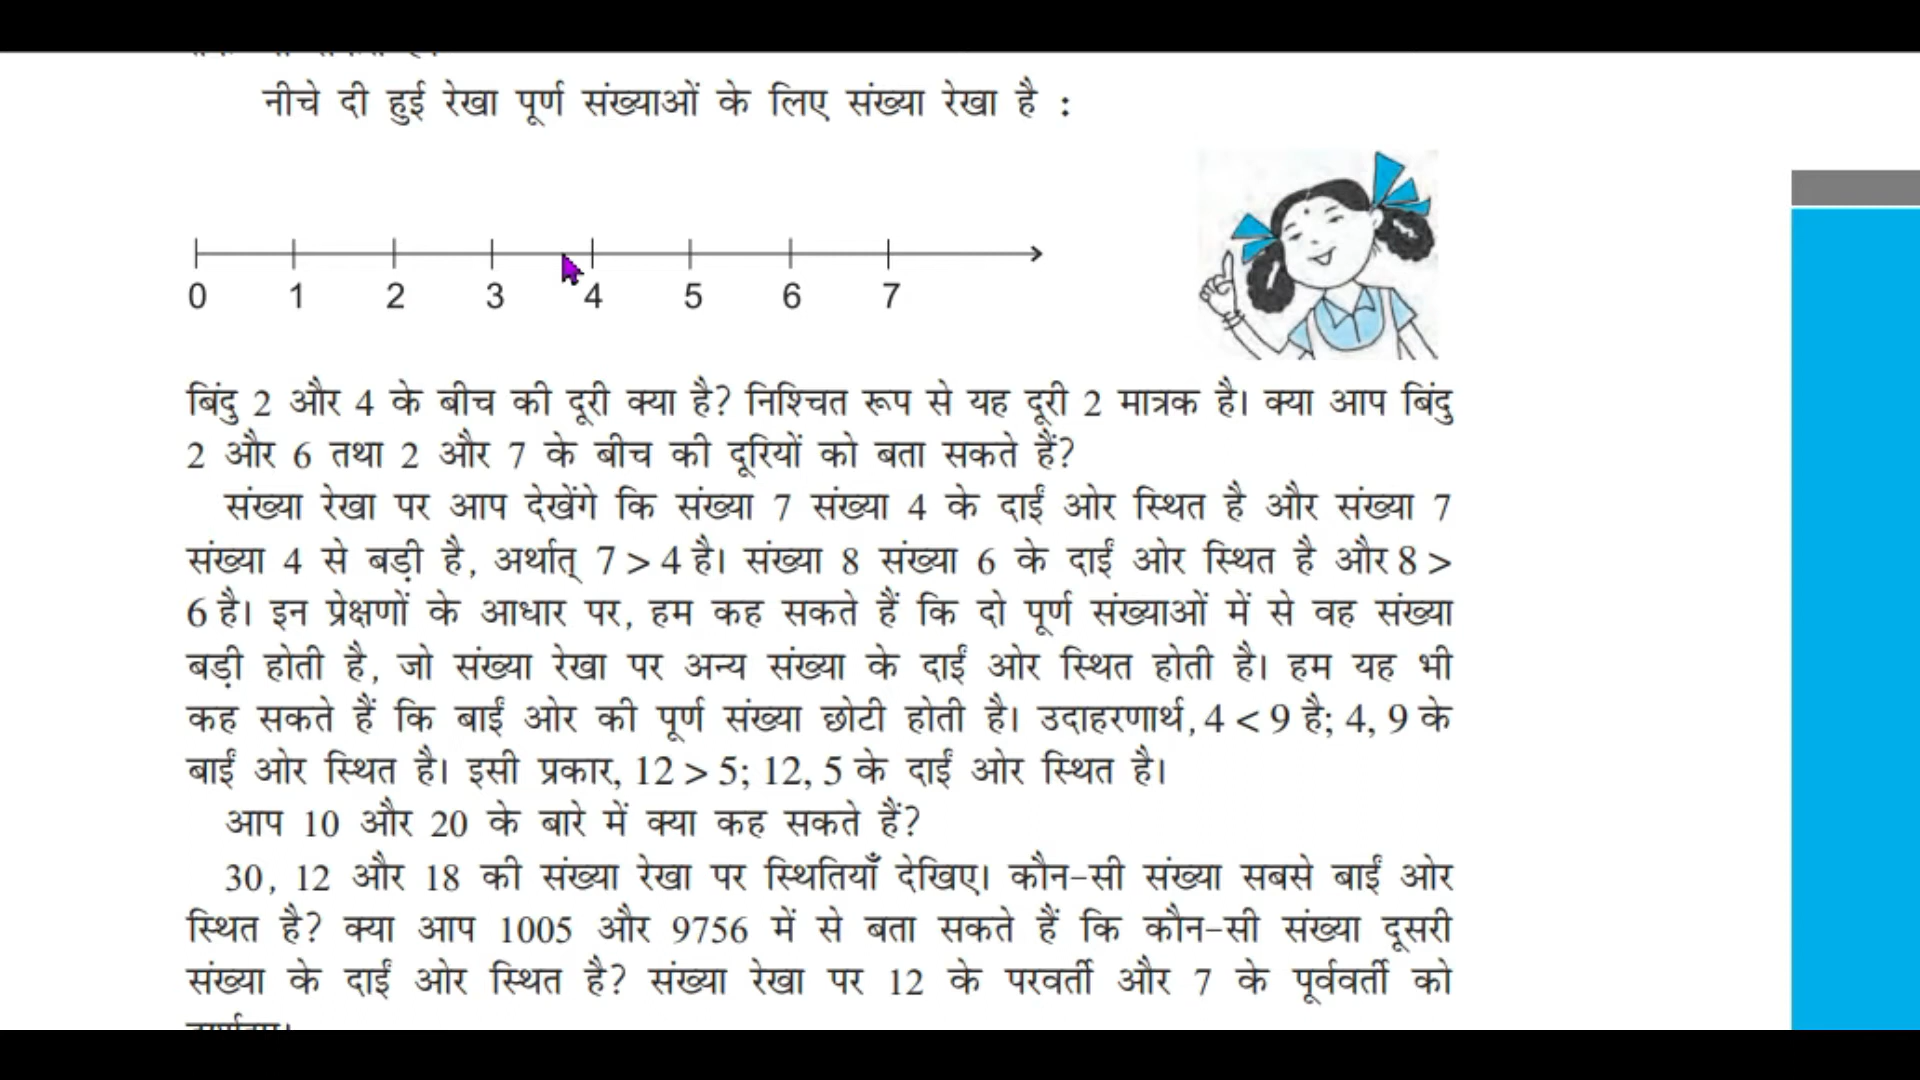 नीचे दी हुई रेखा पूर्ण संख्याओं के लिए संख्या रेखा है :
0 1 2 3 4 5 6 7
बिंदु 2 और 4 के बीच की दूरी क्या है? निश्चित रूप से यह दूरी 2 मात्रक है। क्या आप बिंदु
2 और 6 तथा 2 और 7 के बीच की दूरियों को बता सकते हैं?
संख्या रेखा पर आप देखेंगे कि संख्या 7 संख्या 4 के दाईं ओर स्थित है और संख्या 7
संख्या 4 से बड़ी है, अर्थात् 7 > 4 है। संख्या 8 संख्या 6 के दाईं ओर स्थित है और 8 >
6 है। इन प्रेक्षणों के आधार पर, हम कह सकते हैं कि दो पूर्ण संख्याओं में से वह संख्या
बड़ी होती है, जो संख्या रेखा पर अन्य संख्या के दाईं ओर स्थित होती है। हम यह भी
कह सकते हैं कि बाईं ओर की पूर्ण संख्या छोटी होती है। उदाहरणार्थ, 4 < 9 है; 4, 9 के
बाईं ओर स्थित है। इसी प्रकार, 12 > 5; 12, 5 के दाईं ओर स्थित है।
आप 10 और 20 के बारे में क्या कह सकते हैं?
30, 12 और 18 की संख्या रेखा पर स्थितियाँ देखिए। कौन-सी संख्या सबसे बाईं ओर
स्थित है? क्या आप 1005 और 9756 में से बता सकते हैं कि कौन-सी संख्या दूसरी
संख्या के दाईं ओर स्थित है? संख्या रेखा पर 12 के परवर्ती और 7 के पूर्ववर्ती को